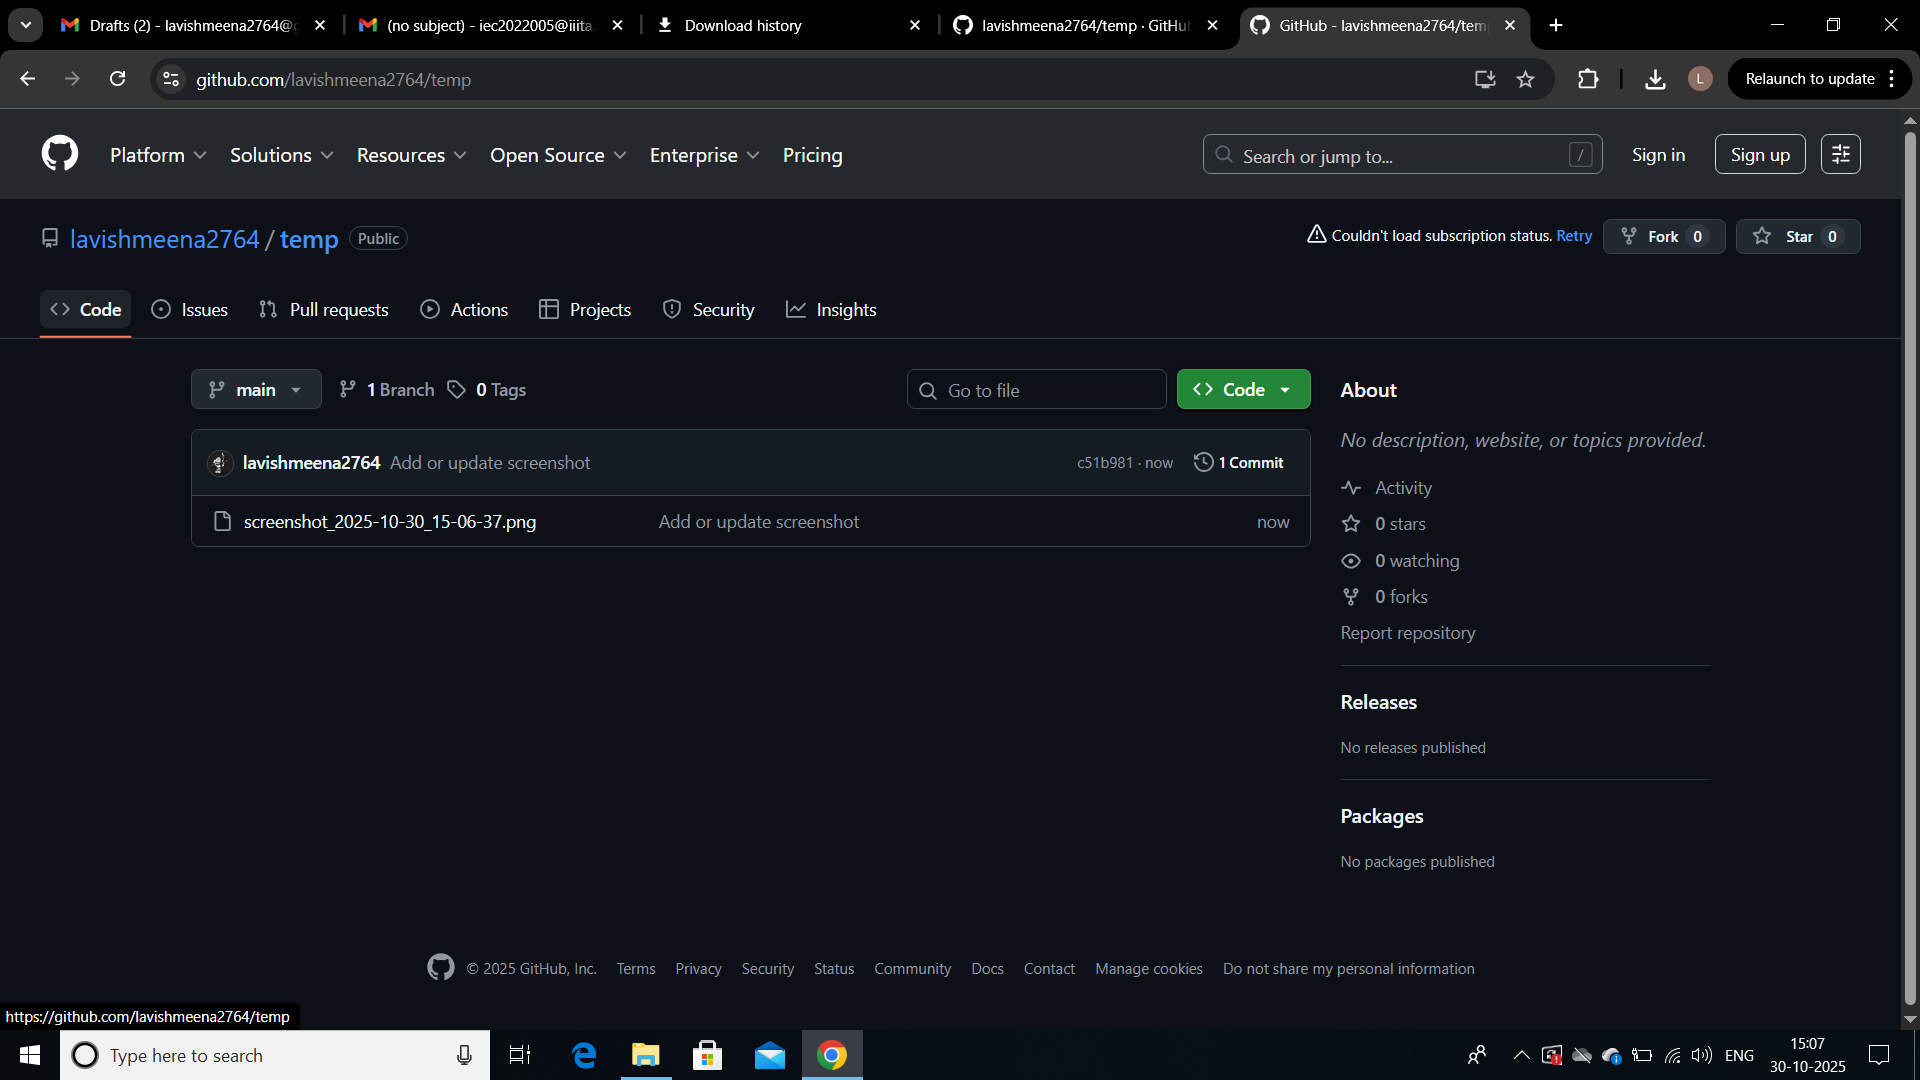 Drafts (2) - lavishmeena2764@g
(no subject) - iec2022005@iiita.
Download history
lavishmeena2764/temp · GitHub
GitHub - lavishmeena2764/temp
github.com/lavishmeena2764/temp
L
Relaunch to update
Platform
Solutions
Resources
Open Source
Enterprise
Pricing
Search or jump to...
/
Sign in
Sign up
lavishmeena2764 / temp
Public
Couldn't load subscription status. Retry
Fork 0
Star 0
Code
Issues
Pull requests
Actions
Projects
Security
Insights
main
1 Branch
0 Tags
Go to file
Code
About
lavishmeena2764 Add or update screenshot
c51b981 · now
1 Commit
screenshot_2025-10-30_15-06-37.png
Add or update screenshot
now
No description, website, or topics provided.
Activity
0 stars
0 watching
0 forks
Report repository
Releases
No releases published
Packages
No packages published
© 2025 GitHub, Inc.
Terms
Privacy
Security
Status
Community
Docs
Contact
Manage cookies
Do not share my personal information
https://github.com/lavishmeena2764/temp
Type here to search
ENG
15:07
30-10-2025